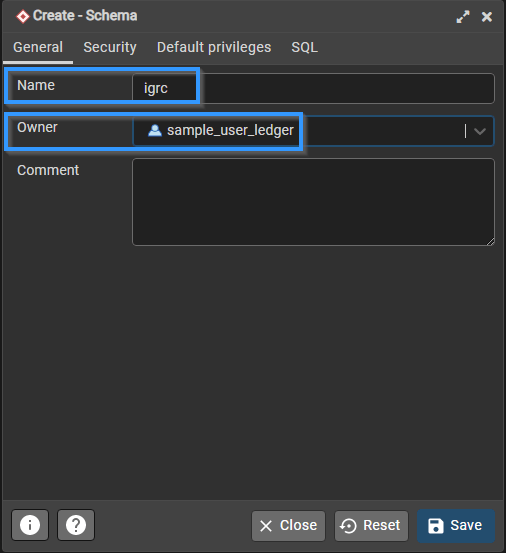 Create - Schema
General Security Default privileges SQL
Name igrc
Owner sample_user_ledger
Comment
Close Reset Save